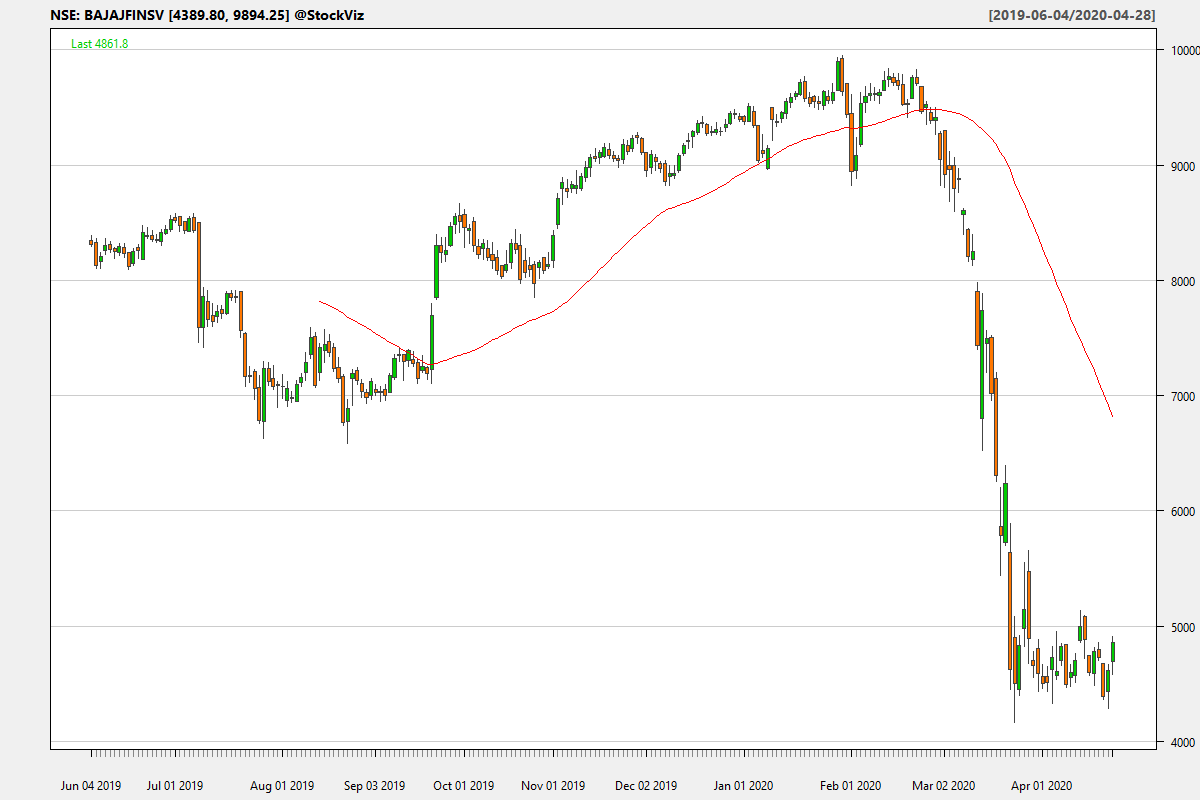 NSE: BAJAJFINSV [4389.80, 9894.25] @StockViz
[2019-06-04/2020-04-28]
Last 4861.8
10000
9000
8000
7000
6000
5000
4000
Jun 04 2019
Jul 01 2019
Aug 01 2019
Sep 03 2019
Oct 01 2019
Nov 01 2019
Dec 02 2019
Jan 01 2020
Feb 01 2020
Mar 02 2020
Apr 01 2020